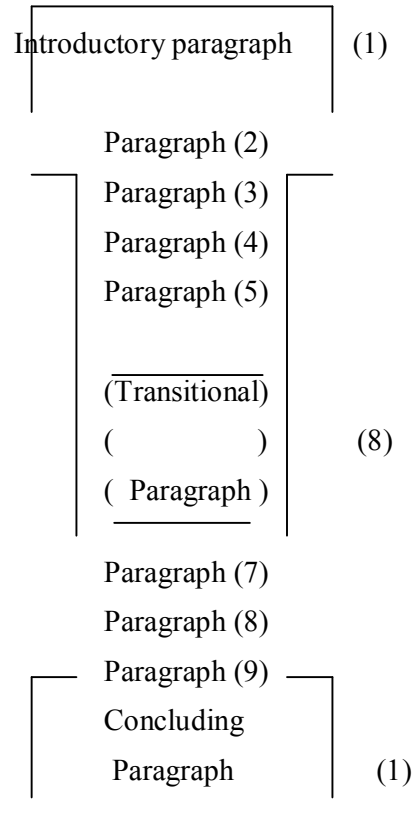 Introductory paragraph (1)
Paragraph (2)
Paragraph (3)
Paragraph (4)
Paragraph (5)
(Transitional)
( ) (8)
( Paragraph )
Paragraph (7)
Paragraph (8)
Paragraph (9)
Concluding
Paragraph (1)